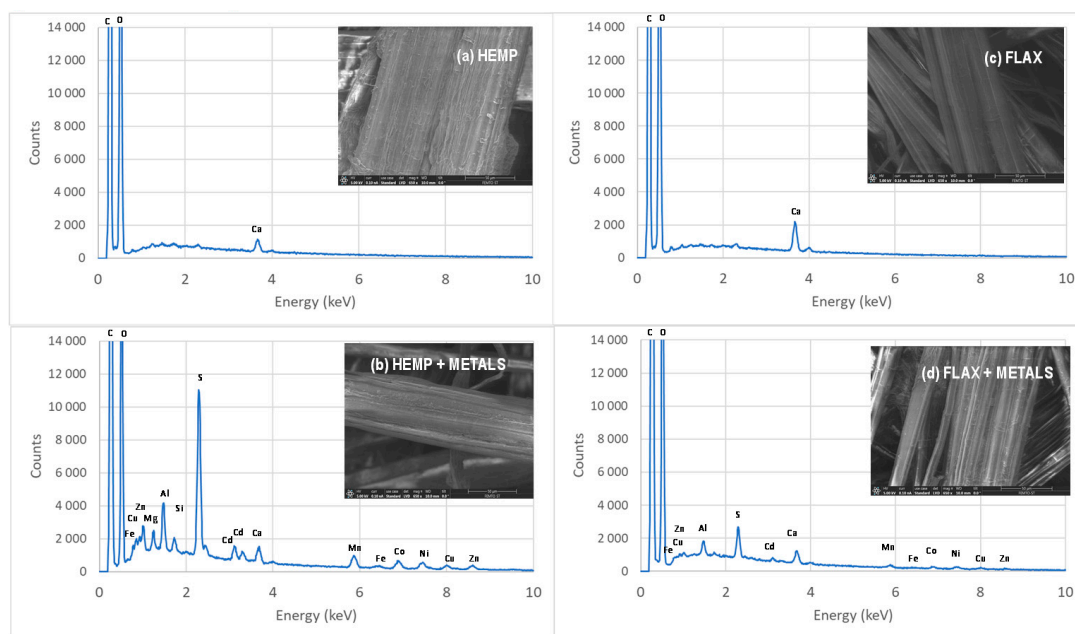 C O
14 000
12 000
10 000
8 000
6 000
4 000
2 000
0
Counts
(a) HEMP
Ca
0 2 4 6 8 10
Energy (keV)
C O
14 000
12 000
10 000
8 000
6 000
4 000
2 000
0
Counts
(c) FLAX
Ca
0 2 4 6 8 10
Energy (keV)
C O
14 000
12 000
10 000
8 000
6 000
4 000
2 000
0
Counts
(b) HEMP + METALS
S
Al
Zn
Cu Mg Si
Fe
Cd Cd Ca
Mn Fe Co Ni Cu Zn
0 2 4 6 8 10
Energy (keV)
C O
14 000
12 000
10 000
8 000
6 000
4 000
2 000
0
Counts
(d) FLAX + METALS
S
Zn Al
Cu
Fe
Cd Ca
Mn Fe Co Ni Cu Zn
0 2 4 6 8 10
Energy (keV)